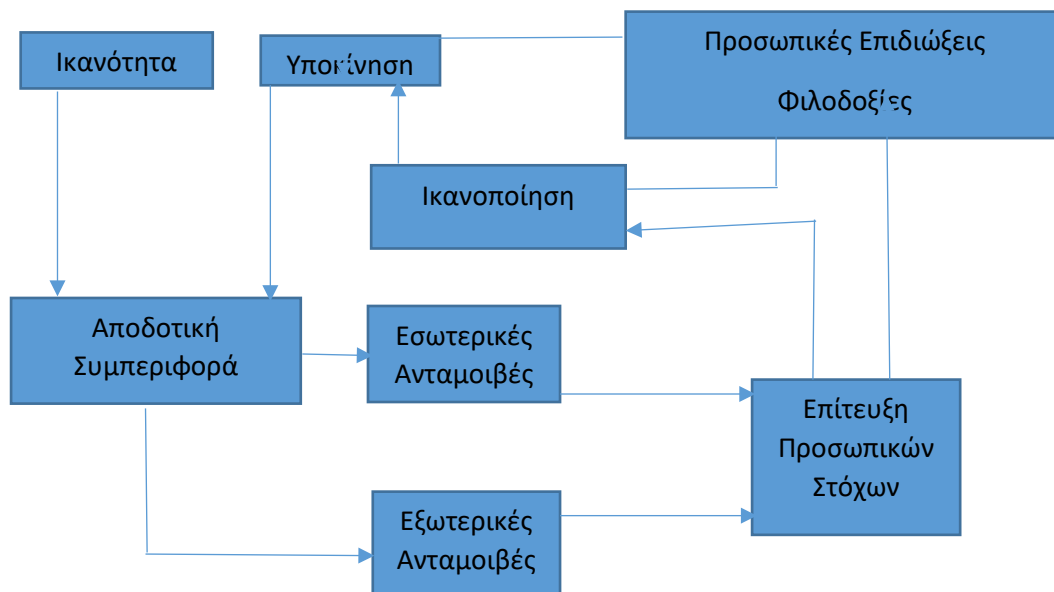 Ικανότητα
Υποκίνηση
Προσωπικές Επιδιώξεις
Φιλοδοξίες
Ικανοποίηση
Αποδοτική
Συμπεριφορά
Εσωτερικές
Ανταμοιβές
Επίτευξη
Προσωπικών
Στόχων
Εξωτερικές
Ανταμοιβές